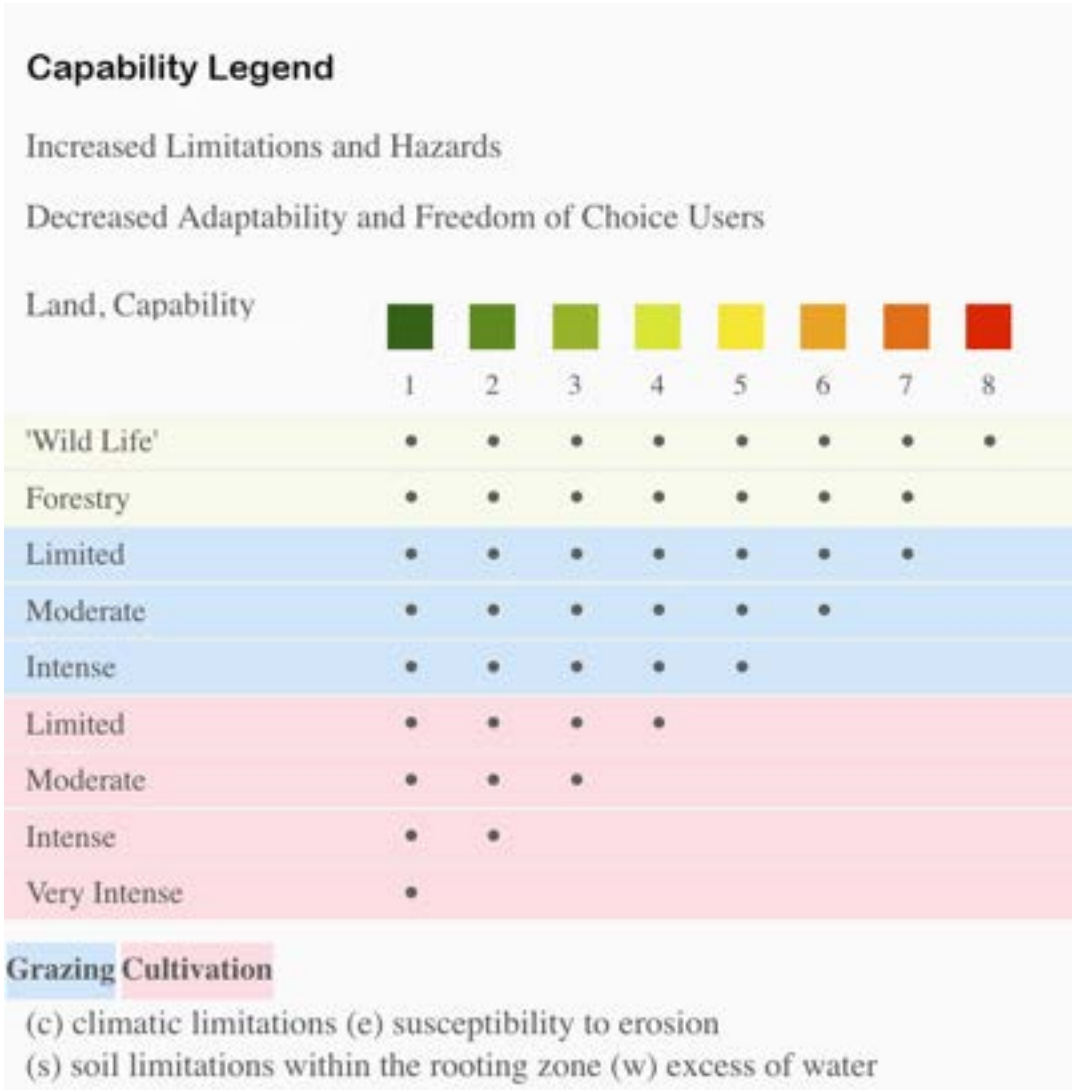 Capability Legend
Increased Limitations and Hazards
Decreased Adaptability and Freedom of Choice Users
Land, Capability
1 2 3 4 5 6 7 8
'Wild Life' • • • • • • • •
Forestry • • • • • • •
Limited • • • • • • •
Moderate • • • • • •
Intense • • • • •
Limited • • • •
Moderate • • •
Intense • •
Very Intense •
Grazing Cultivation
(c) climatic limitations (e) susceptibility to erosion
(s) soil limitations within the rooting zone (w) excess of water